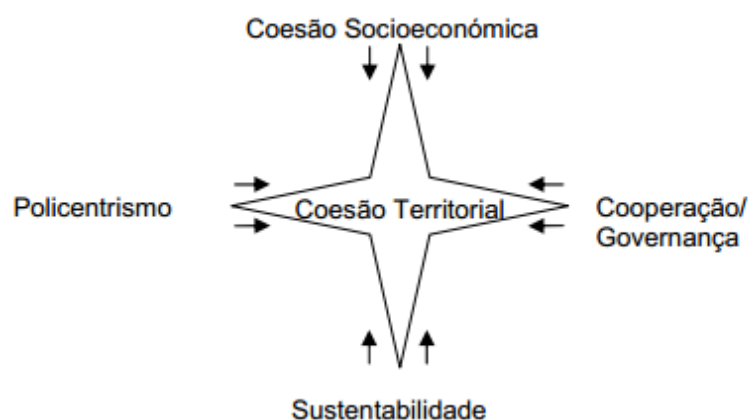 Coesão Socioeconómica
Policentrismo
Coesão Territorial
Cooperação/
Governança
Sustentabilidade